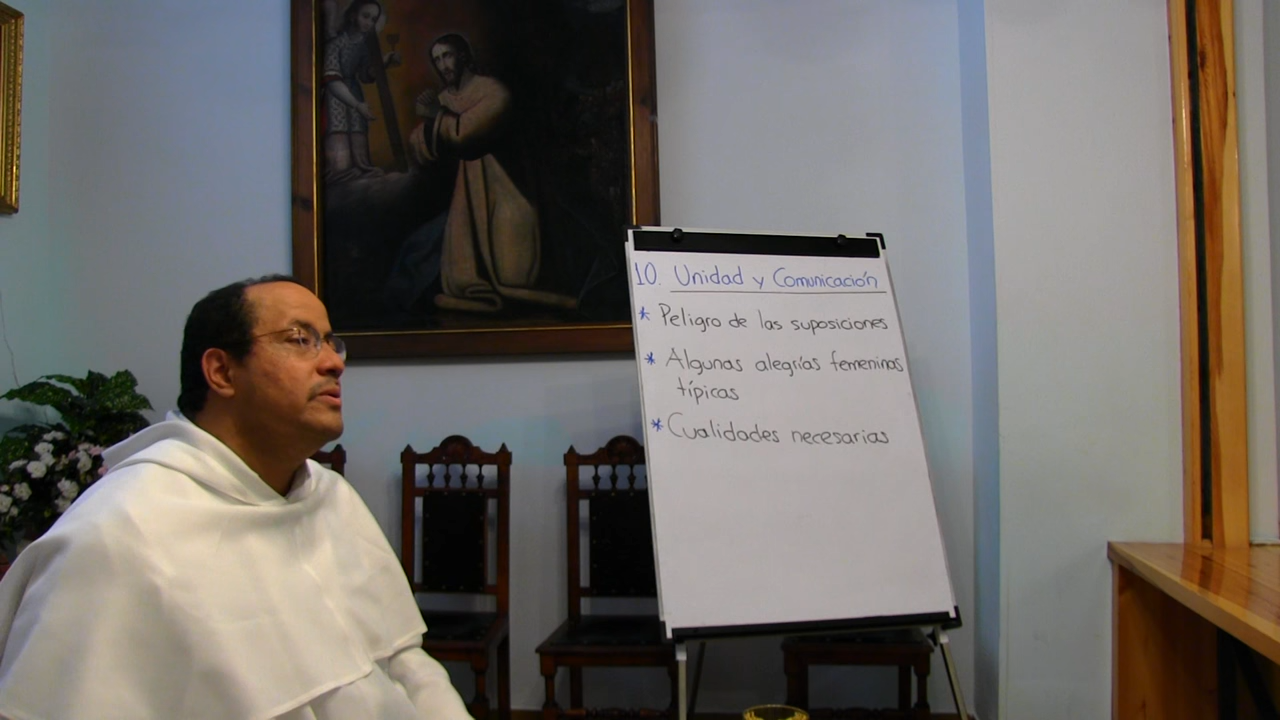 10. Unidad y Comunicación
* Peligro de las suposiciones
* Algunas alegrías femeninas
típicas
* Cualidades necesarias